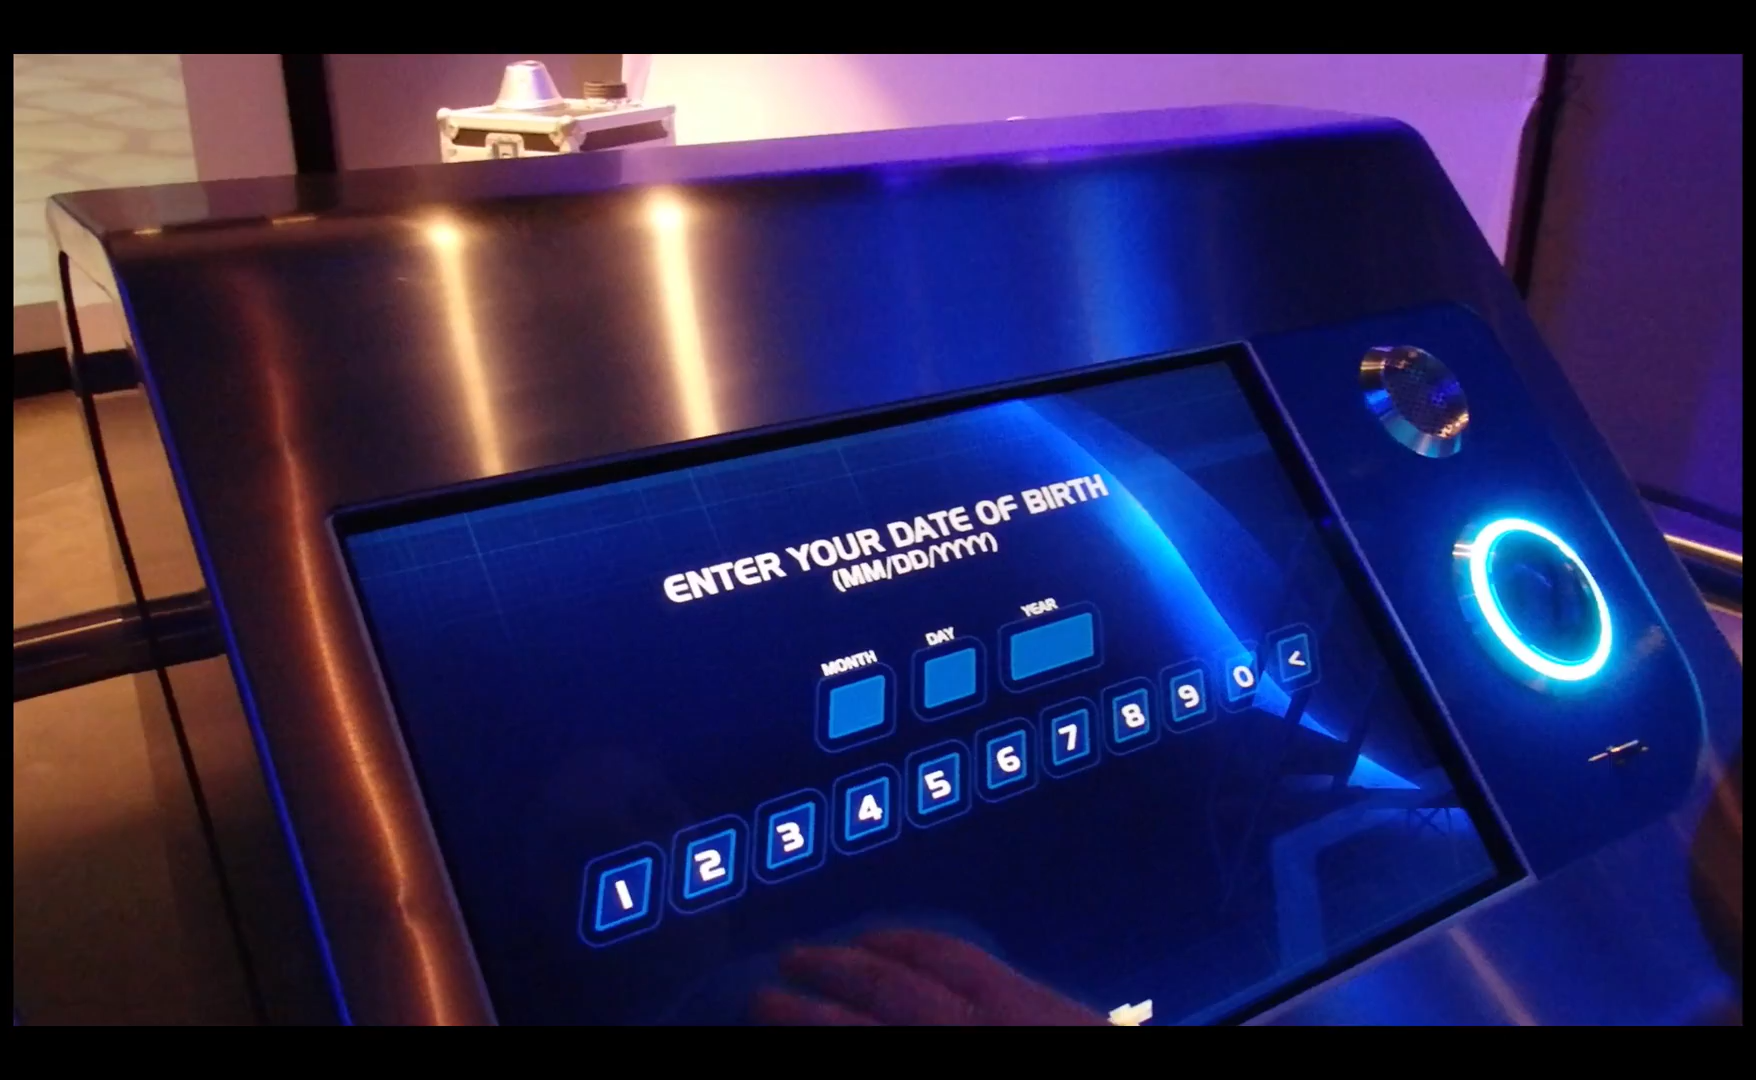 ENTER YOUR DATE OF BIRTH
(MM/DD/YYYY)
MONTH DAY YEAR
1 2 3 4 5 6 7 8 9 0 <